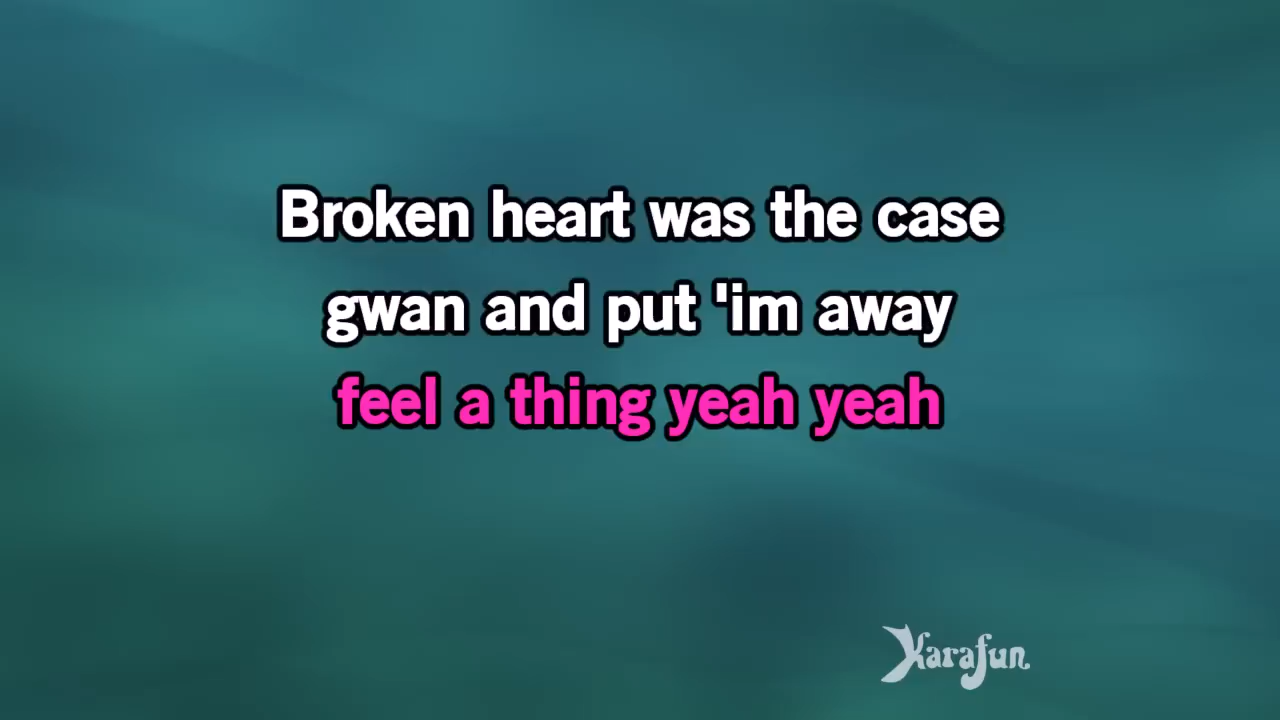 Broken heart was the case
gwan and put 'im away
feel a thing yeah yeah
Karafun